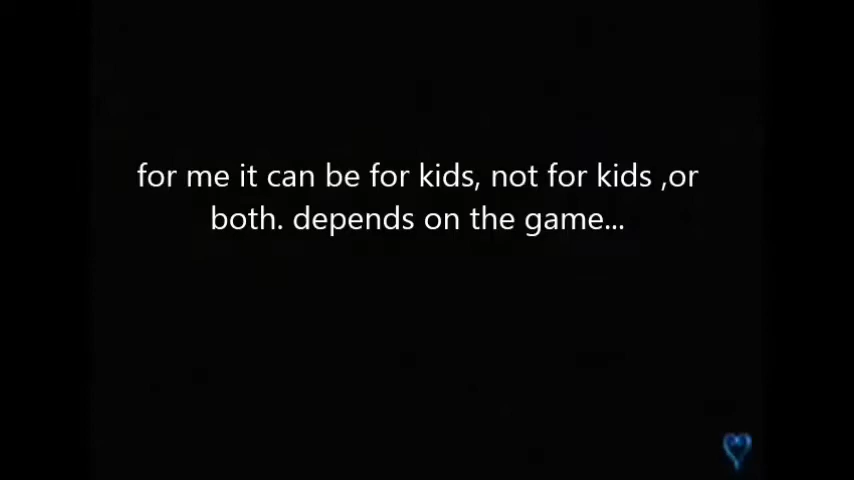 for me it can be for kids, not for kids ,or
both. depends on the game...